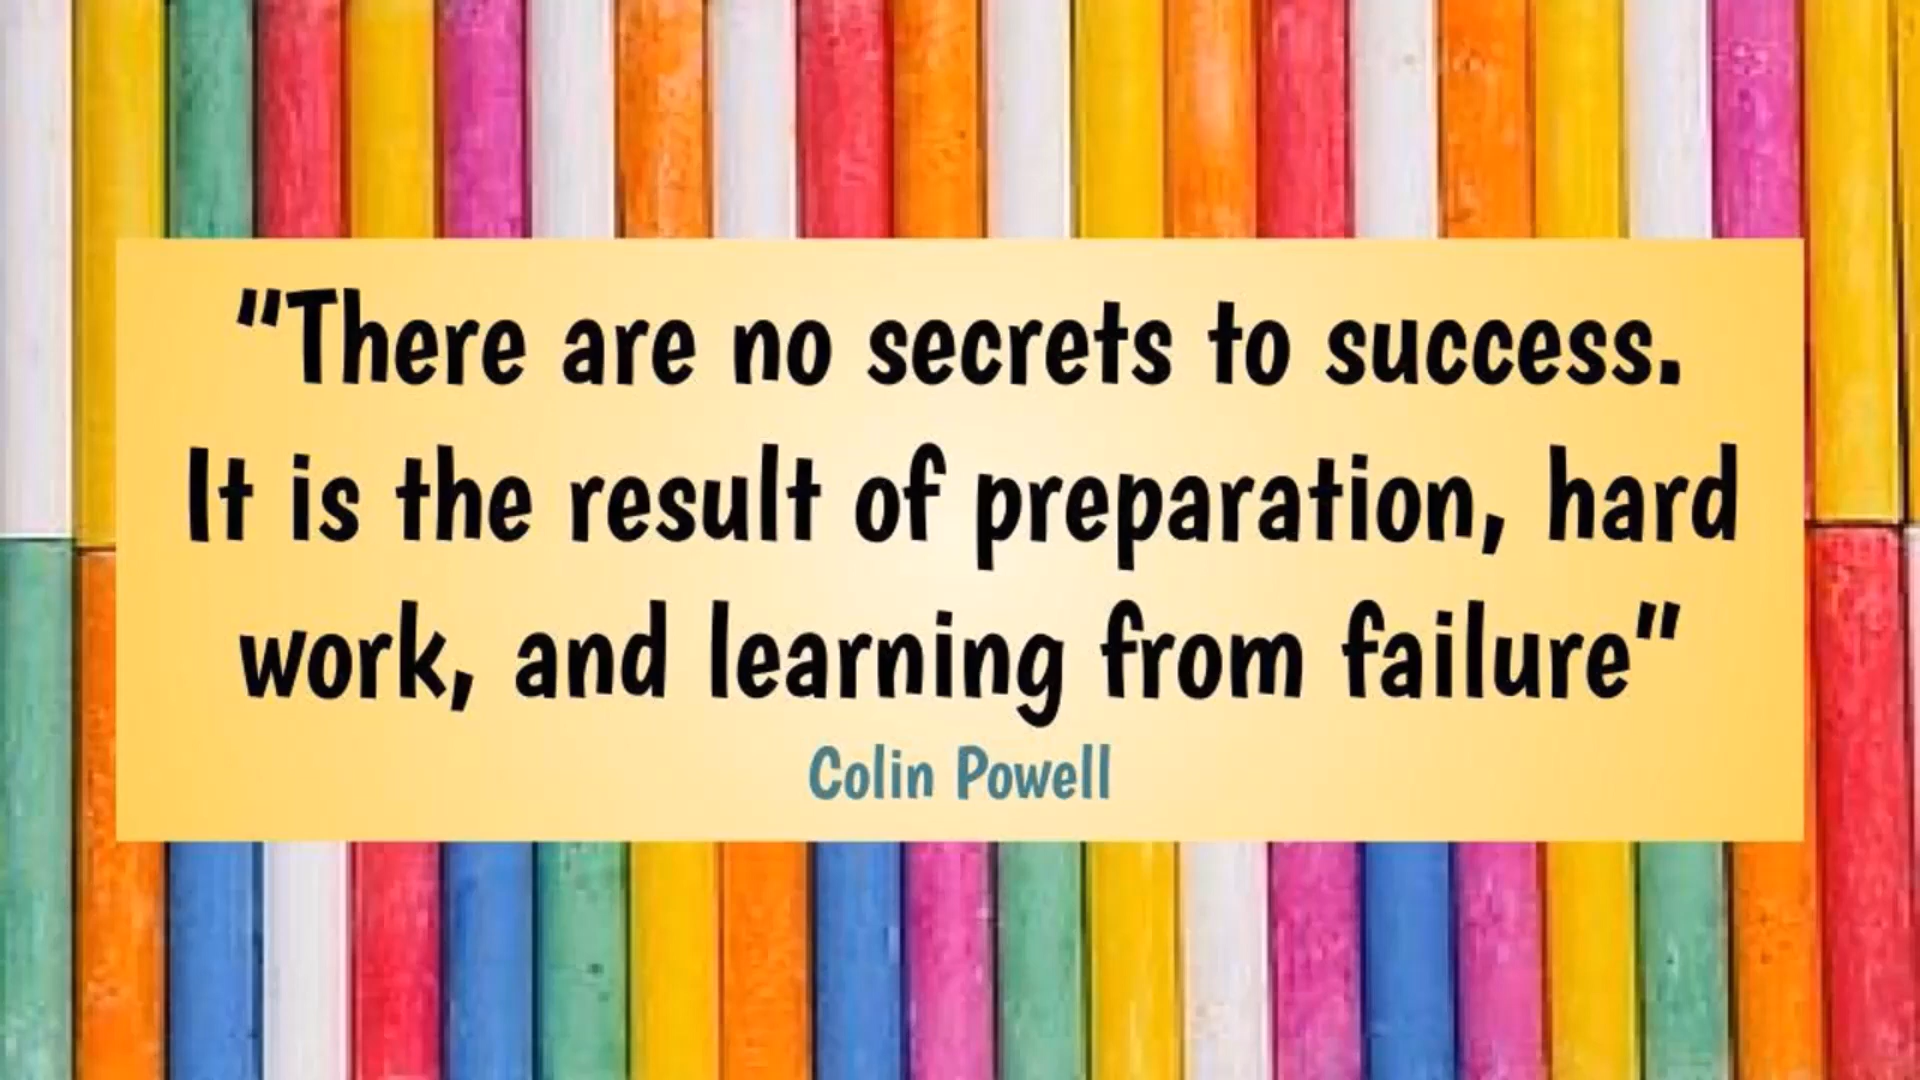 “There are no secrets to success.
It is the result of preparation, hard
work, and learning from failure”
Colin Powell